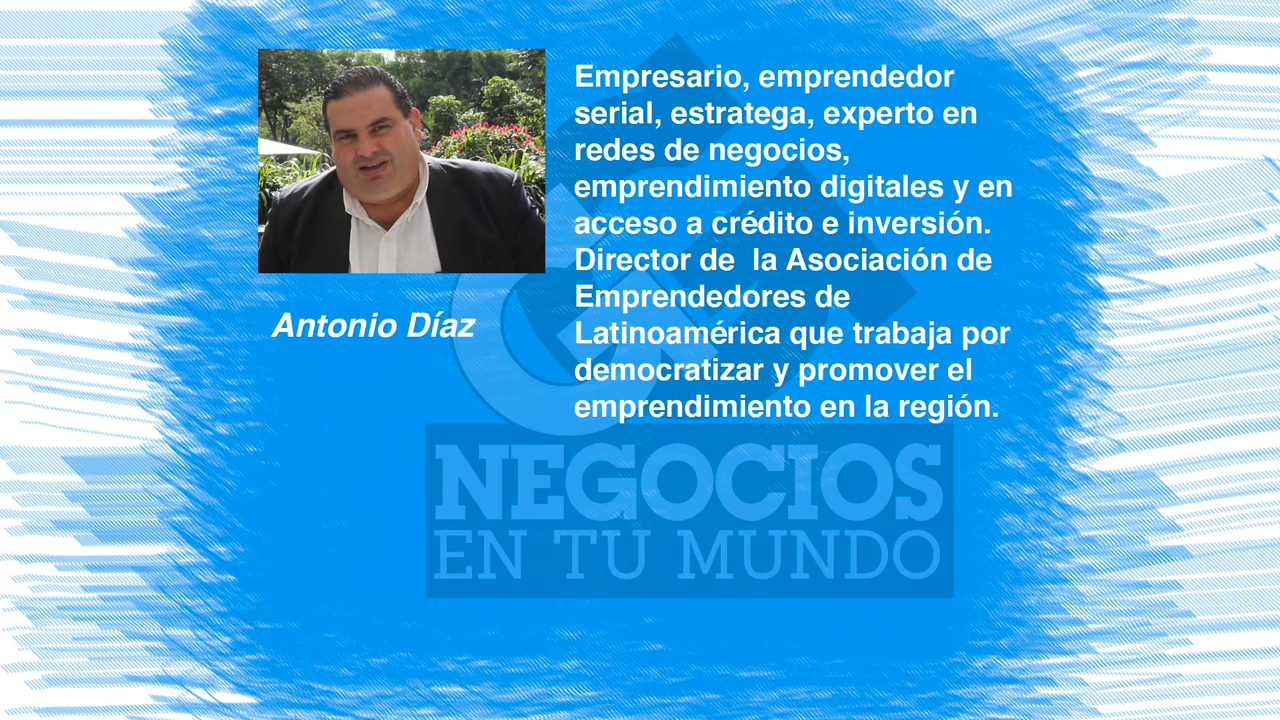 Empresario, emprendedor
serial, estratega, experto en
redes de negocios,
emprendimiento digitales y en
acceso a crédito e inversión.
Director de  la Asociación de
Emprendedores de
Latinoamérica que trabaja por
democratizar y promover el
emprendimiento en la región.
Antonio Díaz
NEGOCIOS
EN TU MUNDO